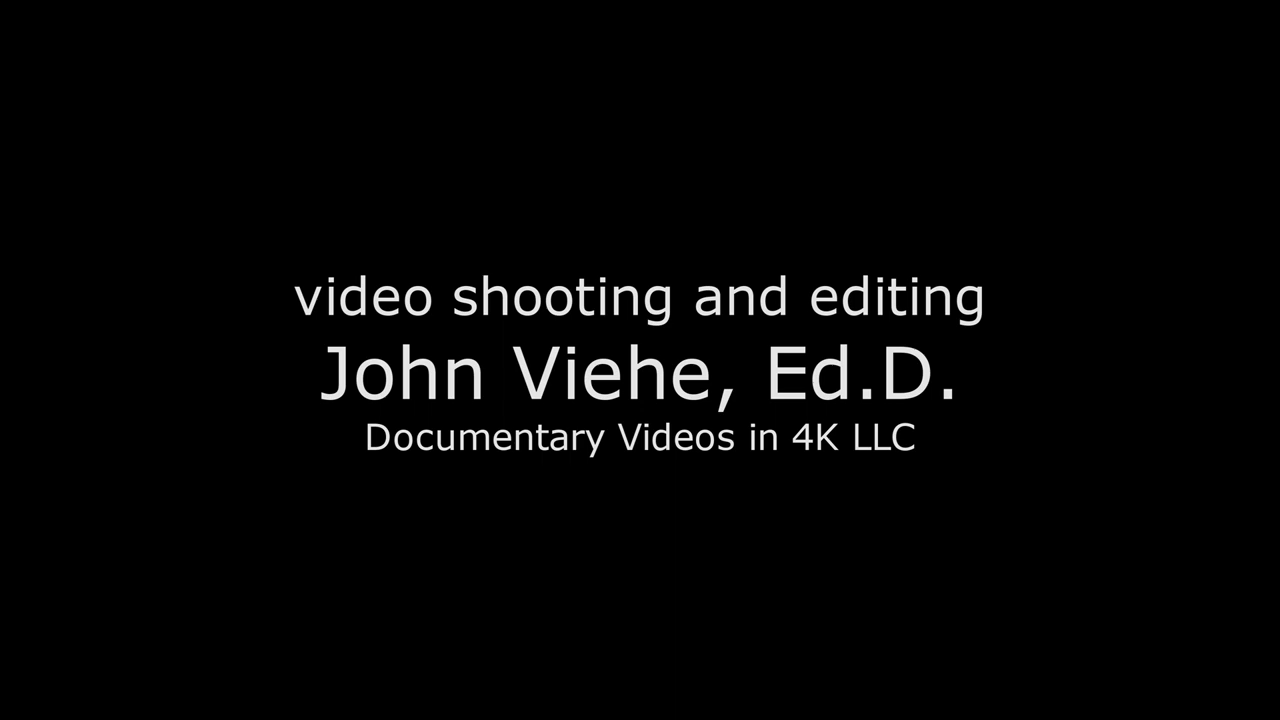 video shooting and editing
John Viehe, Ed.D.
Documentary Videos in 4K LLC